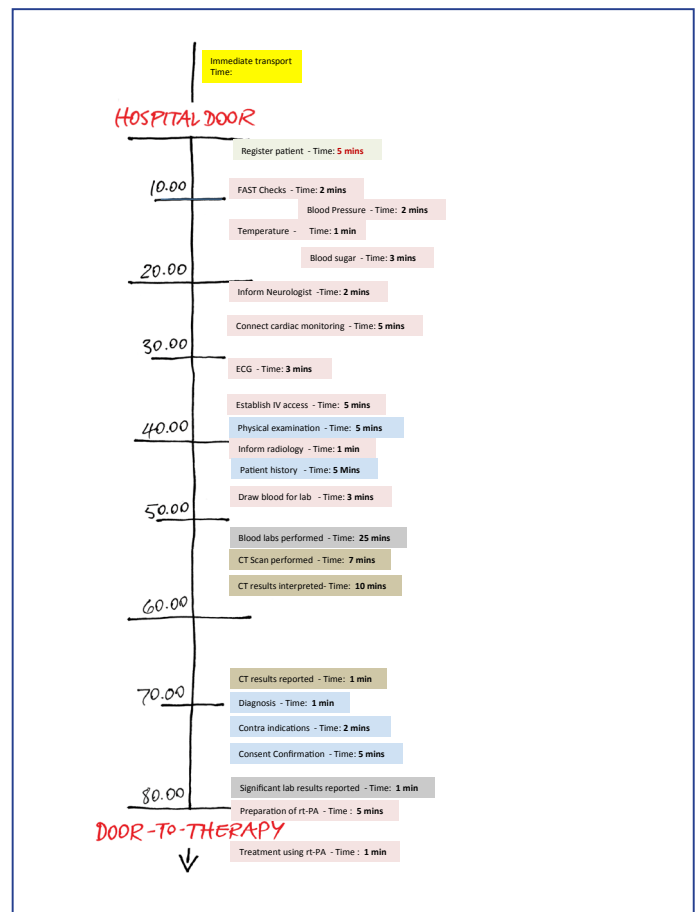 Immediate transport
Time:
HOSPITAL DOOR
Register patient - Time: 5 mins
10.00
FAST Checks - Time: 2 mins
Blood Pressure - Time: 2 mins
Temperature - Time: 1 min
Blood sugar - Time: 3 mins
20.00
Inform Neurologist -Time: 2 mins
Connect cardiac monitoring - Time: 5 mins
30.00
ECG - Time: 3 mins
Establish IV access - Time: 5 mins
40.00
Physical examination - Time: 5 mins
Inform radiology - Time: 1 min
Patient history - Time: 5 Mins
Draw blood for lab - Time: 3 mins
50.00
Blood labs performed - Time: 25 mins
CT Scan performed - Time: 7 mins
CT results interpreted- Time: 10 mins
60.00
CT results reported - Time: 1 min
70.00
Diagnosis - Time: 1 min
Contra indications - Time: 2 mins
Consent Confirmation - Time: 5 mins
80.00
Significant lab results reported - Time: 1 min
Preparation of rt-PA - Time : 5 mins
DOOR-TO-THERAPY
Treatment using rt-PA - Time : 1 min